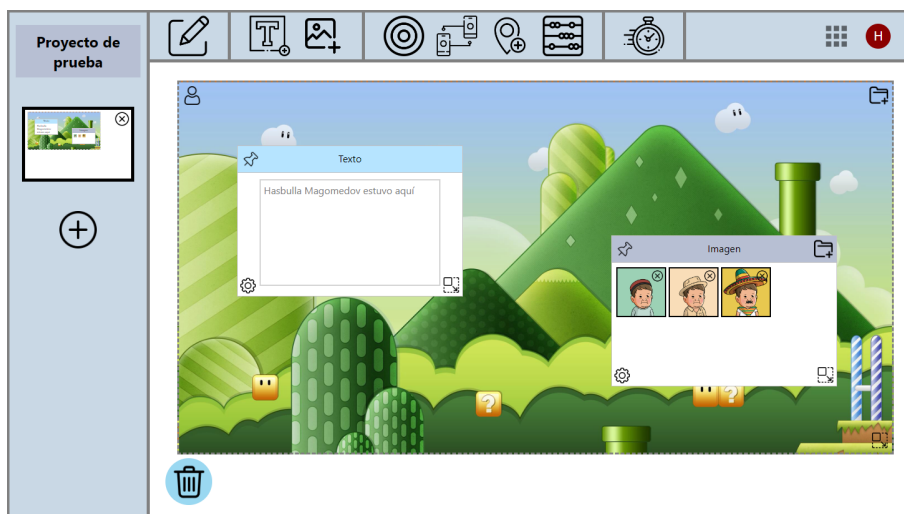 Proyecto de
prueba
H
Texto
Hasbulla Magomedov estuvo aquí
Imagen
?
?